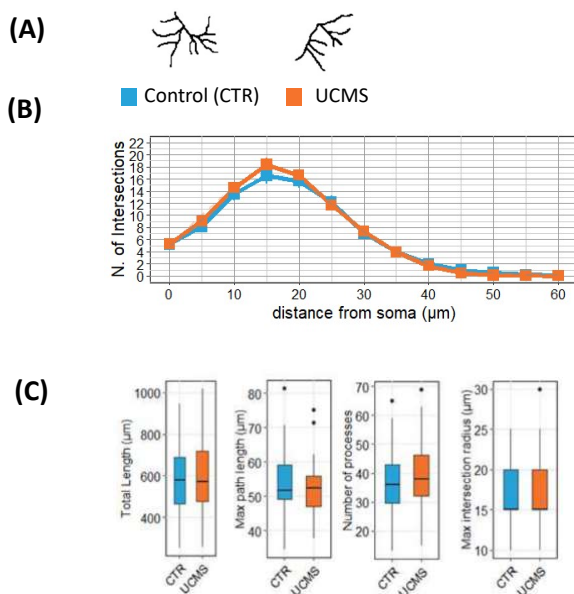 (A)
Control (CTR) UCMS
(B)
N. of Intersections
22
20
18
16
14
12
10
8
6
4
2
0
0 10 20 30 40 50 60
distance from soma (µm)
(C)
Total Length (µm)
1000
800
600
400
CTR UCMS
Max path length (µm)
80
70
60
50
40
CTR UCMS
Number of processes
70
60
50
40
30
20
CTR UCMS
Max intersection radius (µm)
30
25
20
15
10
CTR UCMS